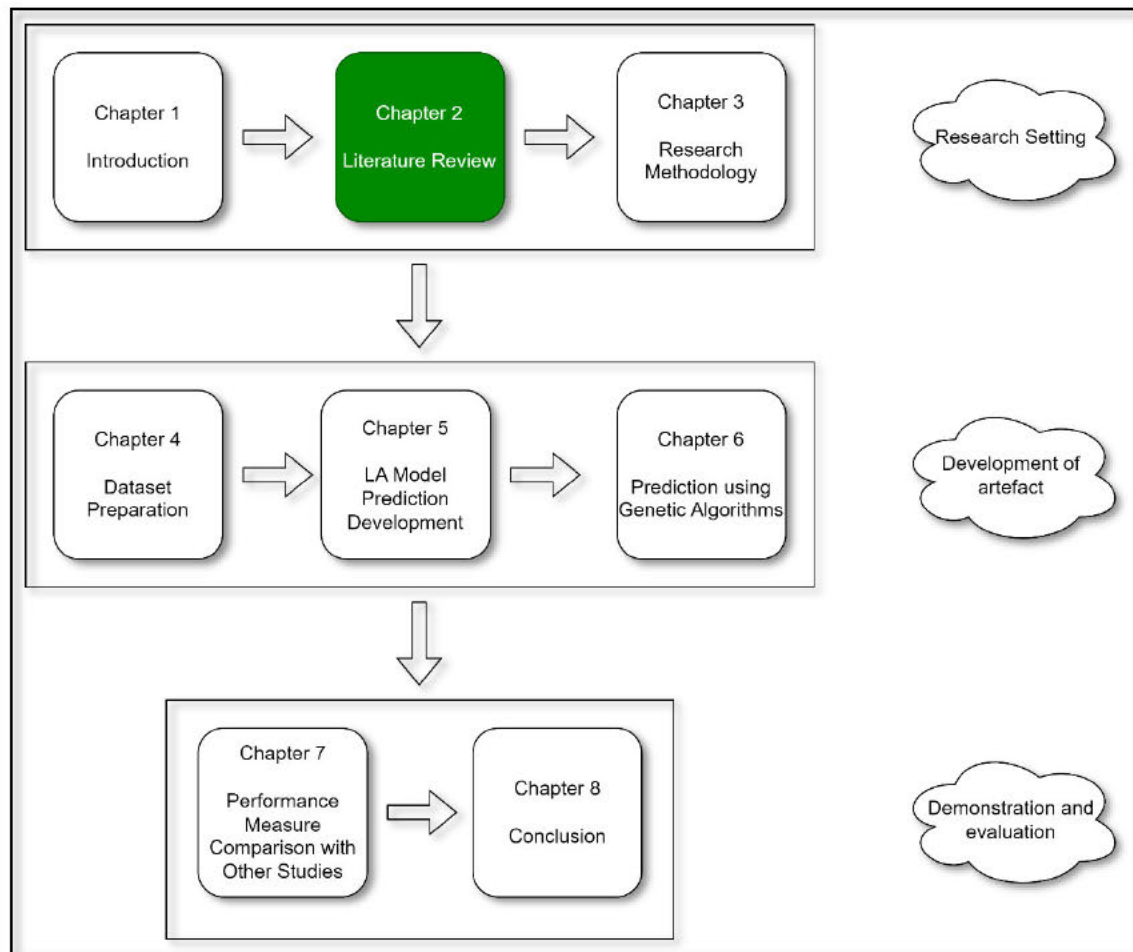 Chapter 1
Introduction
Chapter 2
Literature Review
Chapter 3
Research
Methodology
Research Setting
Chapter 4
Dataset
Preparation
Chapter 5
LA Model
Prediction
Development
Chapter 6
Prediction using
Genetic Algorithms
Development of
artefact
Chapter 7
Performance
Measure
Comparison with
Other Studies
Chapter 8
Conclusion
Demonstration and
evaluation